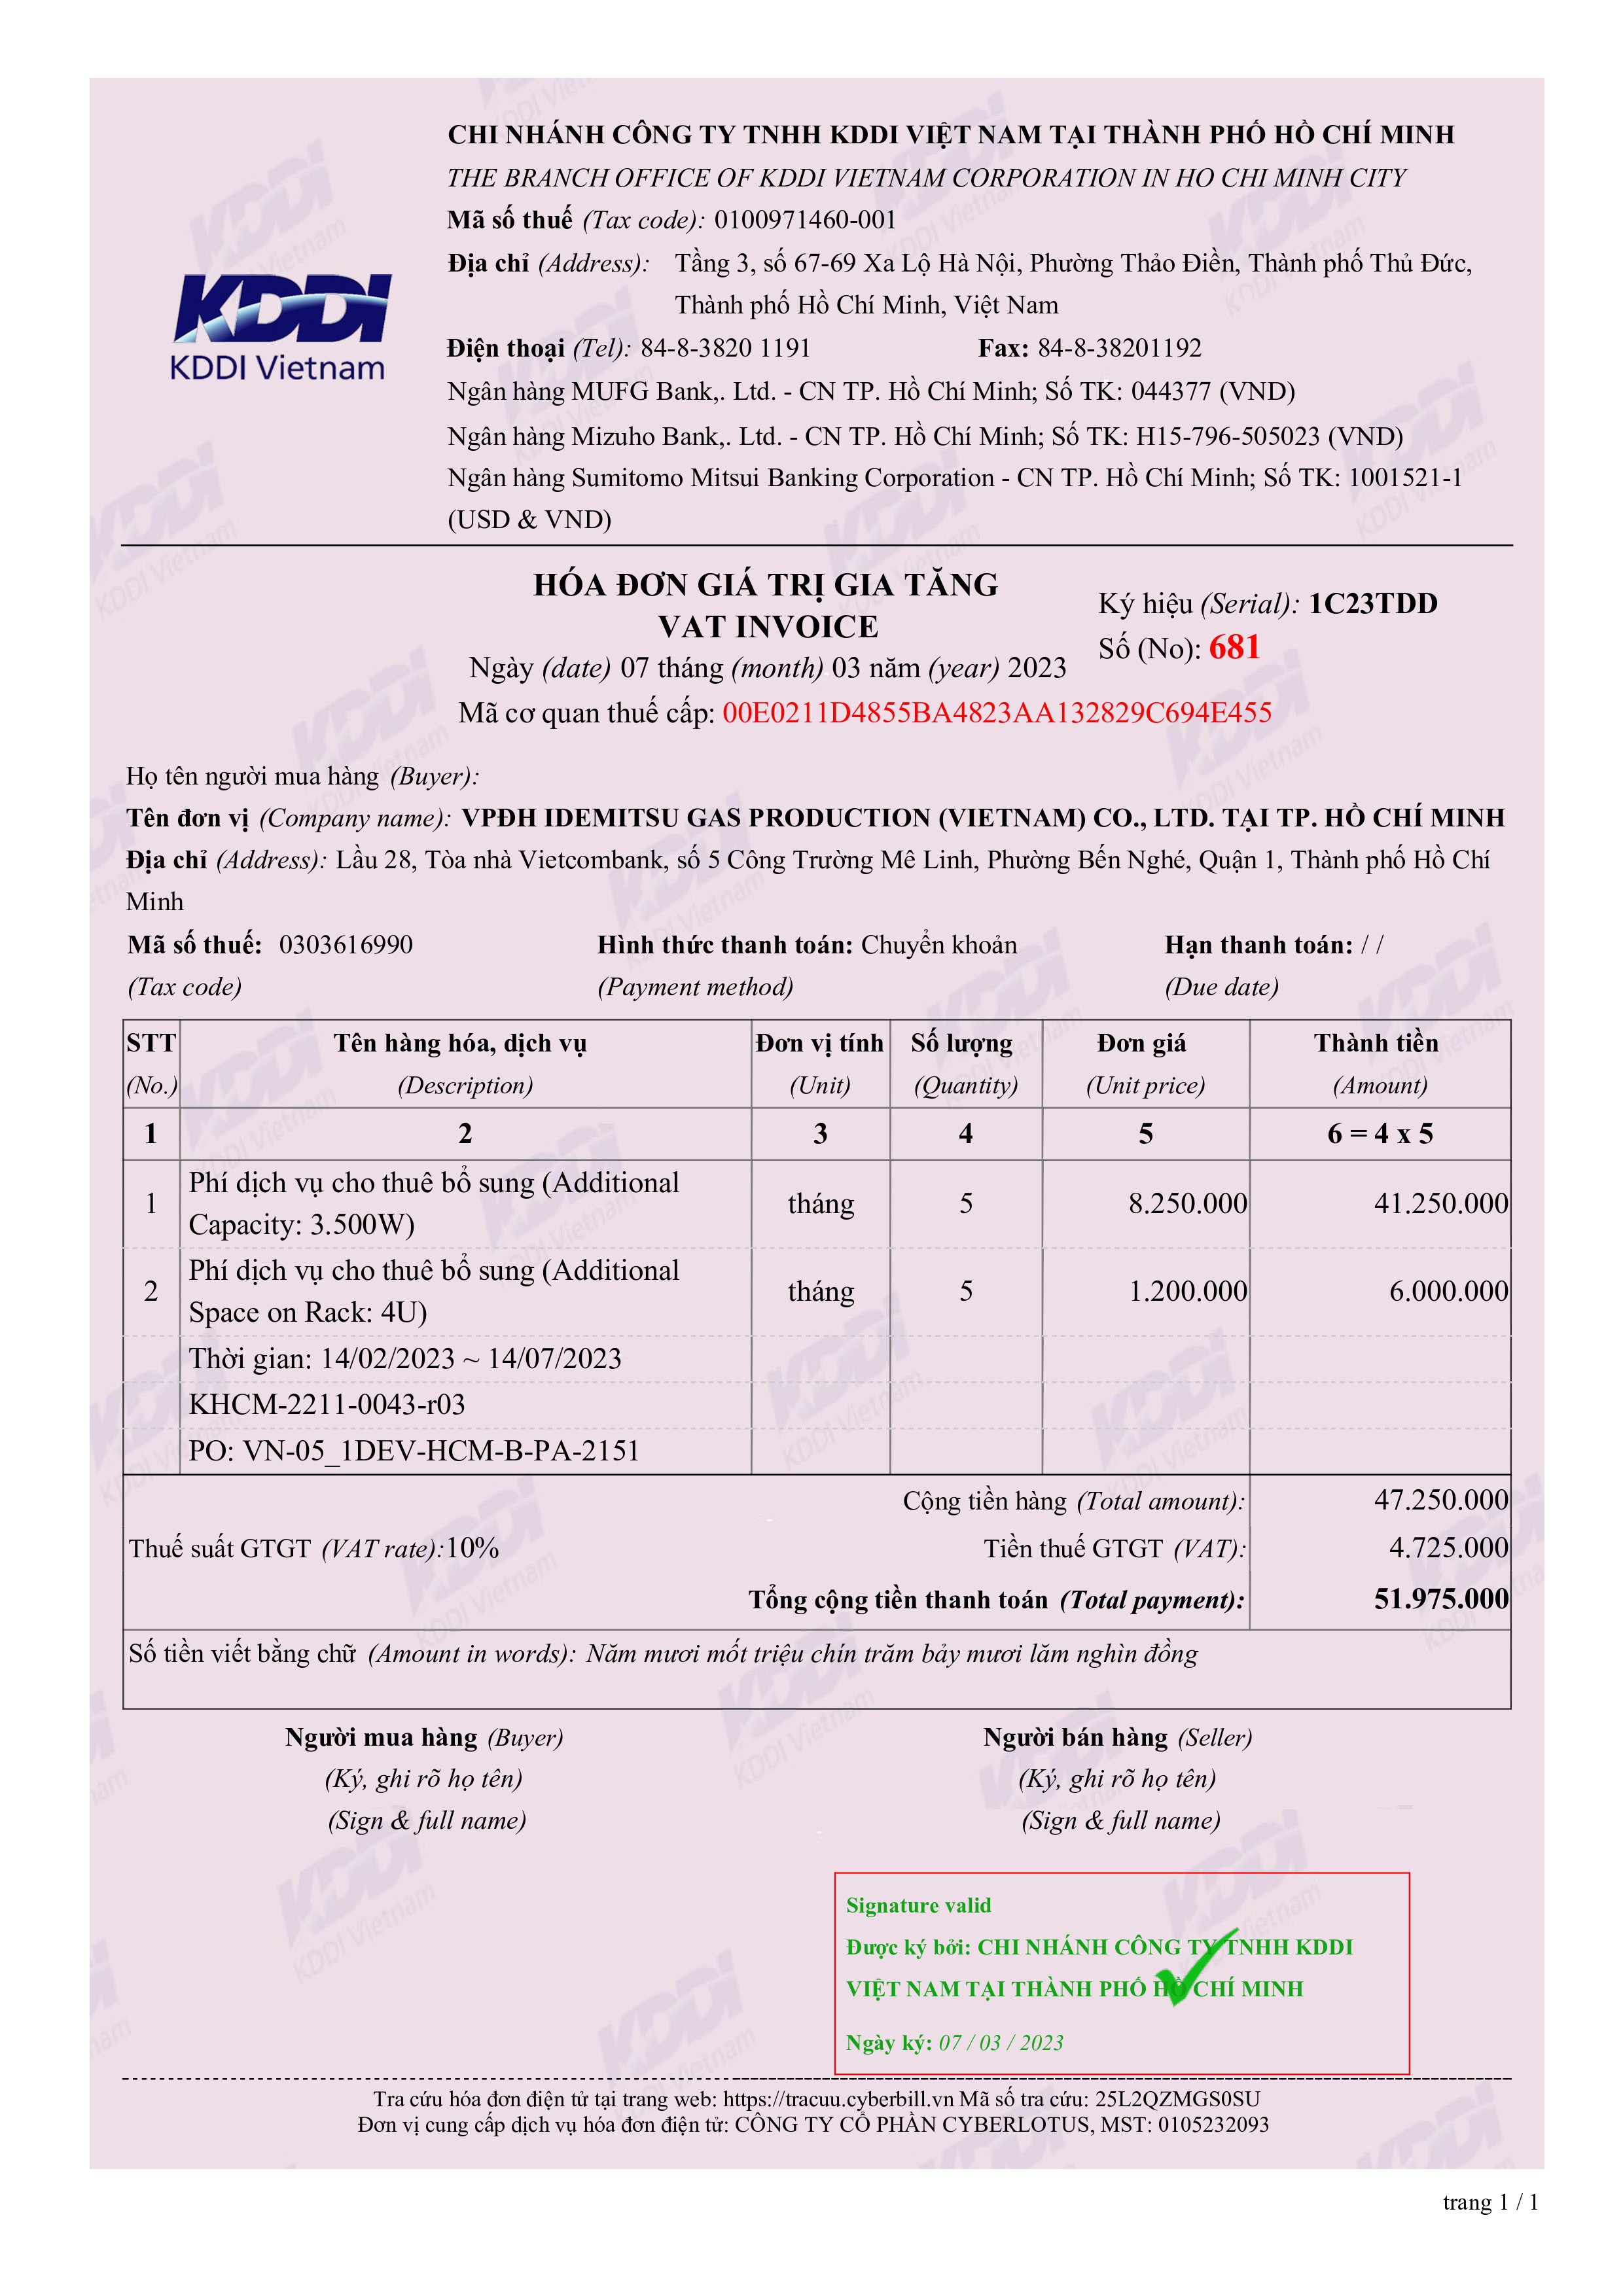 CHI NHÁNH CÔNG TY TNHH KDDI VIỆT NAM TẠI THÀNH PHỐ HỒ CHÍ MINH
THE BRANCH OFFICE OF KDDI VIETNAM CORPORATION IN HO CHI MINH CITY
Mã số thuế (Tax code): 0100971460-001
Địa chỉ (Address): Tầng 3, số 67-69 Xa Lộ Hà Nội, Phường Thảo Điền, Thành phố Thủ Đức,
Thành phố Hồ Chí Minh, Việt Nam
KDDI
KDDI Vietnam
Điện thoại (Tel): 84-8-3820 1191 Fax: 84-8-38201192
Ngân hàng MUFG Bank,. Ltd. - CN TP. Hồ Chí Minh; Số TK: 044377 (VND)
Ngân hàng Mizuho Bank,. Ltd. - CN TP. Hồ Chí Minh; Số TK: H15-796-505023 (VND)
Ngân hàng Sumitomo Mitsui Banking Corporation - CN TP. Hồ Chí Minh; Số TK: 1001521-1
(USD & VND)
HÓA ĐƠN GIÁ TRỊ GIA TĂNG
VAT INVOICE
Ký hiệu (Serial): 1C23TDD
Số (No): 681
Ngày (date) 07 tháng (month) 03 năm (year) 2023
Mã cơ quan thuế cấp: 00E0211D4855BA4823AA132829C694E455
Họ tên người mua hàng (Buyer):
Tên đơn vị (Company name): VPĐH IDEMITSU GAS PRODUCTION (VIETNAM) CO., LTD. TẠI TP. HỒ CHÍ MINH
Địa chỉ (Address): Lầu 28, Tòa nhà Vietcombank, số 5 Công Trường Mê Linh, Phường Bến Nghé, Quận 1, Thành phố Hồ Chí
Minh
Mã số thuế: 0303616990 Hình thức thanh toán: Chuyển khoản Hạn thanh toán: / /
(Tax code) (Payment method) (Due date)
STT Tên hàng hóa, dịch vụ Đơn vị tính Số lượng Đơn giá Thành tiền
(No.) (Description) (Unit) (Quantity) (Unit price) (Amount)
1 2 3 4 5 6 = 4 x 5
1 Phí dịch vụ cho thuê bổ sung (Additional Capacity: 3.500W) tháng 5 8.250.000 41.250.000
2 Phí dịch vụ cho thuê bổ sung (Additional Space on Rack: 4U) tháng 5 1.200.000 6.000.000
Thời gian: 14/02/2023 ~ 14/07/2023
KHCM-2211-0043-r03
PO: VN-05_1DEV-HCM-B-PA-2151
Cộng tiền hàng (Total amount): 47.250.000
Thuế suất GTGT (VAT rate):10% Tiền thuế GTGT (VAT): 4.725.000
Tổng cộng tiền thanh toán (Total payment): 51.975.000
Số tiền viết bằng chữ (Amount in words): Năm mươi mốt triệu chín trăm bảy mươi lăm nghìn đồng
Người mua hàng (Buyer) Người bán hàng (Seller)
(Ký, ghi rõ họ tên) (Ký, ghi rõ họ tên)
(Sign & full name) (Sign & full name)
Signature valid
Được ký bởi: CHI NHÁNH CÔNG TY TNHH KDDI
VIỆT NAM TẠI THÀNH PHỐ HỒ CHÍ MINH
Ngày ký: 07 / 03 / 2023
Tra cứu hóa đơn điện tử tại trang web: https://tracuu.cyberbill.vn Mã số tra cứu: 25L2QZMGS0SU
Đơn vị cung cấp dịch vụ hóa đơn điện tử: CÔNG TY CỔ PHẦN CYBERLOTUS, MST: 0105232093
trang 1 / 1